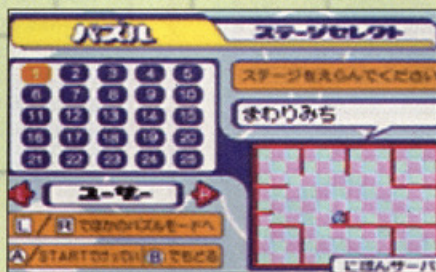 パズル
ステージセレクト
1 2 3 4 5
6 7 8 9 10
11 12 13 14 15
16 17 18 19 20
21 22 23 24 25
ステージをえらんでください
まわりみち
ユーザー
L / R でほかのパズルモードへ
A/STARTでけってい B でもどる
にほんサーバ